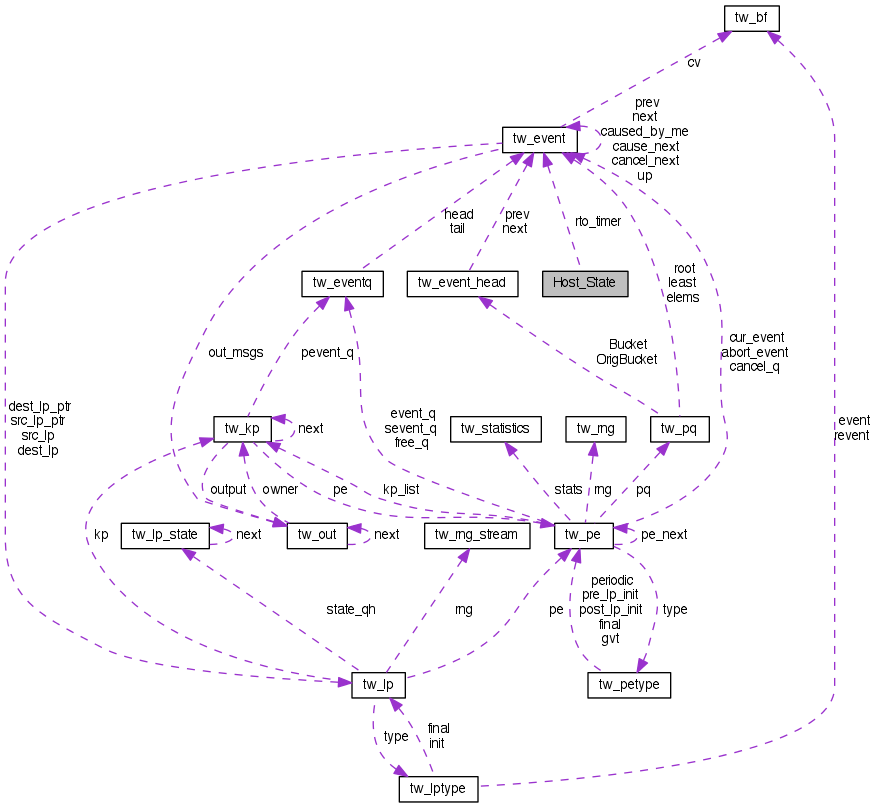 tw_bf
cv
prev
next
caused_by_me
cause_next
cancel_next
up
tw_event
head
tail
prev
next
rto_timer
root
least
elems
tw_eventq
tw_event_head
Host_State
out_msgs
pevent_q
Bucket
OrigBucket
cur_event
abort_event
cancel_q
dest_lp_ptr
src_lp_ptr
src_lp
dest_lp
event_q
sevent_q
free_q
event
revent
tw_kp
next
tw_statistics
tw_rng
tw_pq
output
owner
pe
kp_list
stats
rng
pq
kp
tw_lp_state
next
tw_out
next
tw_rng_stream
tw_pe
pe_next
state_qh
rng
pe
periodic
pre_lp_init
post_lp_init
final
gvt
type
tw_lp
tw_petype
type
final
init
tw_lptype